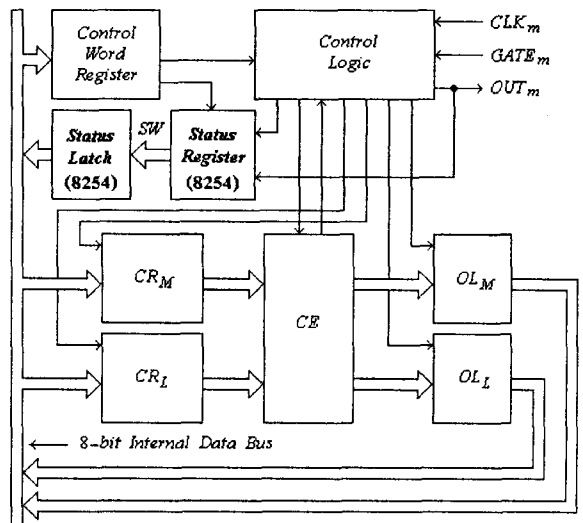 Control
Word
Register
Control
Logic
CLKm
GATEm
OUTm
Status
Latch
(8254)
SW
Status
Register
(8254)
CRM
CE
OLM
CRL
OLL
8-bit Internal Data Bus